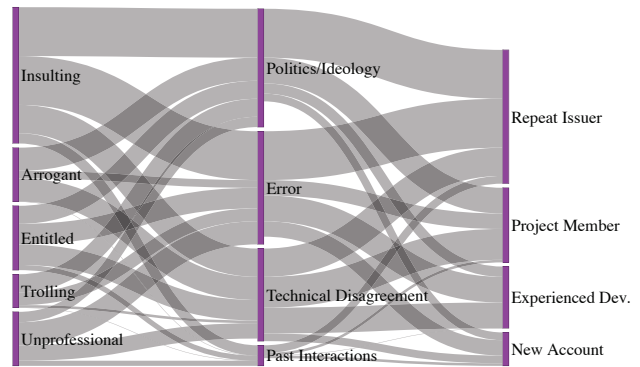 Insulting
Arrogant
Entitled
Trolling
Unprofessional
Politics/Ideology
Error
Technical Disagreement
Past Interactions
Repeat Issuer
Project Member
Experienced Dev.
New Account